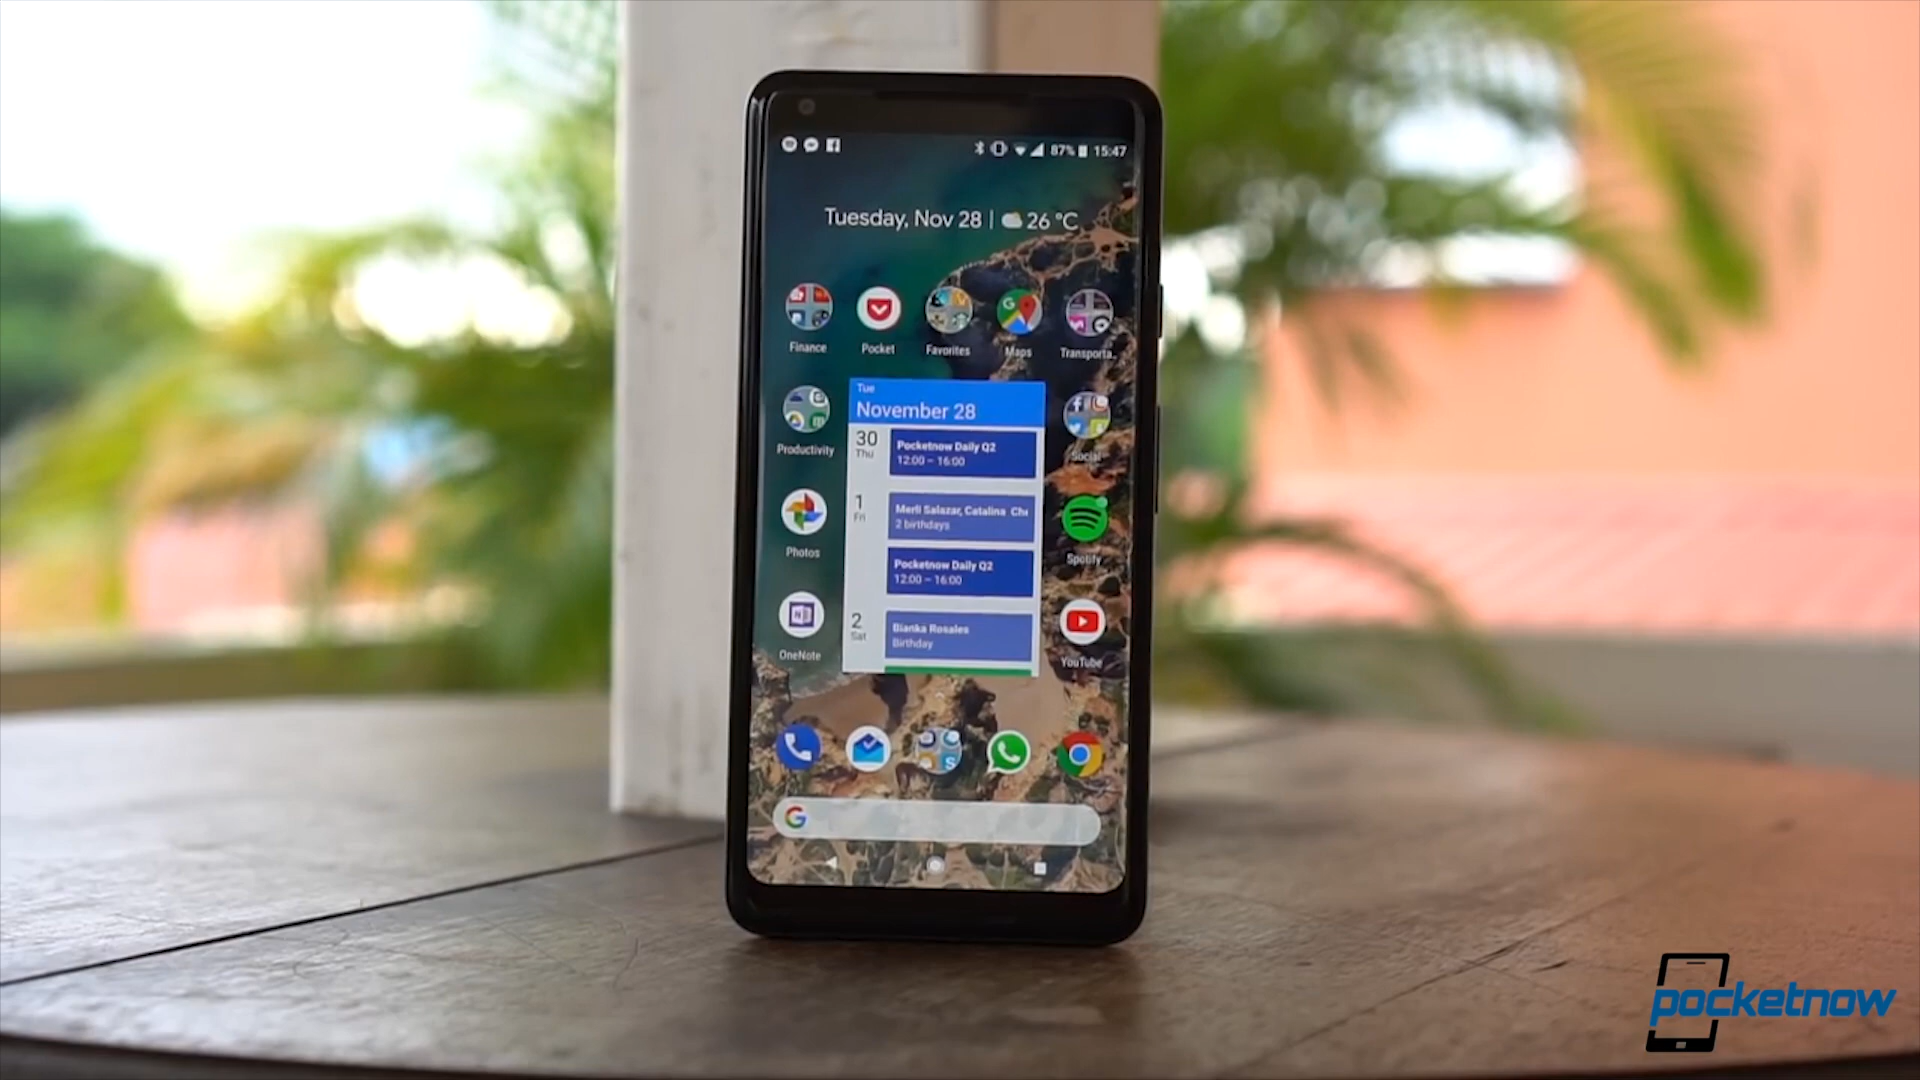 87% 15:47
Tuesday, Nov 28 | 26 °C
Finance Pocket Favorites Maps Transporta..
Tue
November 28
30
Thu
Pocketnow Daily Q2
12:00 – 16:00
Productivity
Social
1
Fri
Merli Salazar, Catalina Che
2 birthdays
Pocketnow Daily Q2
12:00 – 16:00
Photos
Spotify
2
Sat
Bianka Rosales
Birthday
OneNote
YouTube
G
pocketnow